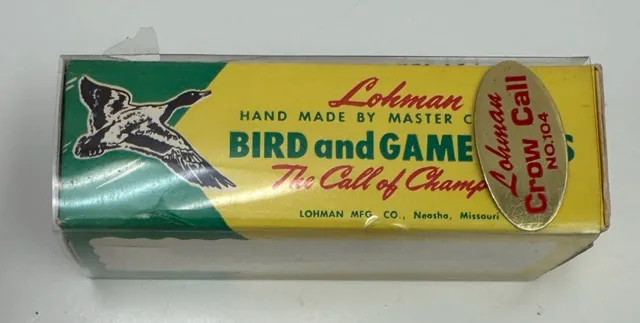 Lohman
HAND MADE BY MASTER C
BIRD and GAME S
The Call of Champ
LOHMAN MFG. CO., Neosho, Missouri
Lohman
Crow Call
NO. 104